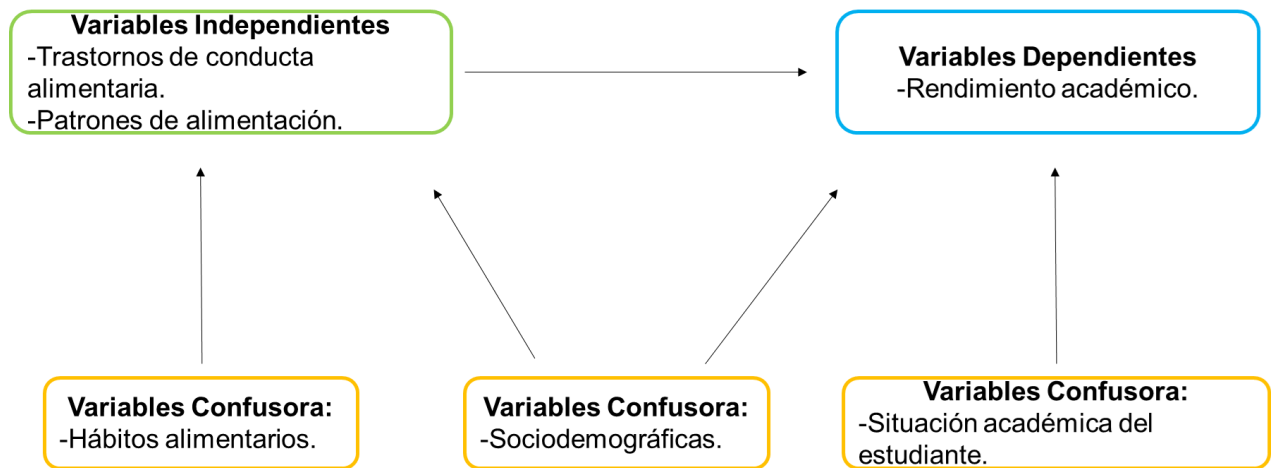 Variables Independientes
-Trastornos de conducta
alimentaria.
-Patrones de alimentación.
Variables Dependientes
-Rendimiento académico.
Variables Confusora:
-Hábitos alimentarios.
Variables Confusora:
-Sociodemográficas.
Variables Confusora:
-Situación académica del
estudiante.